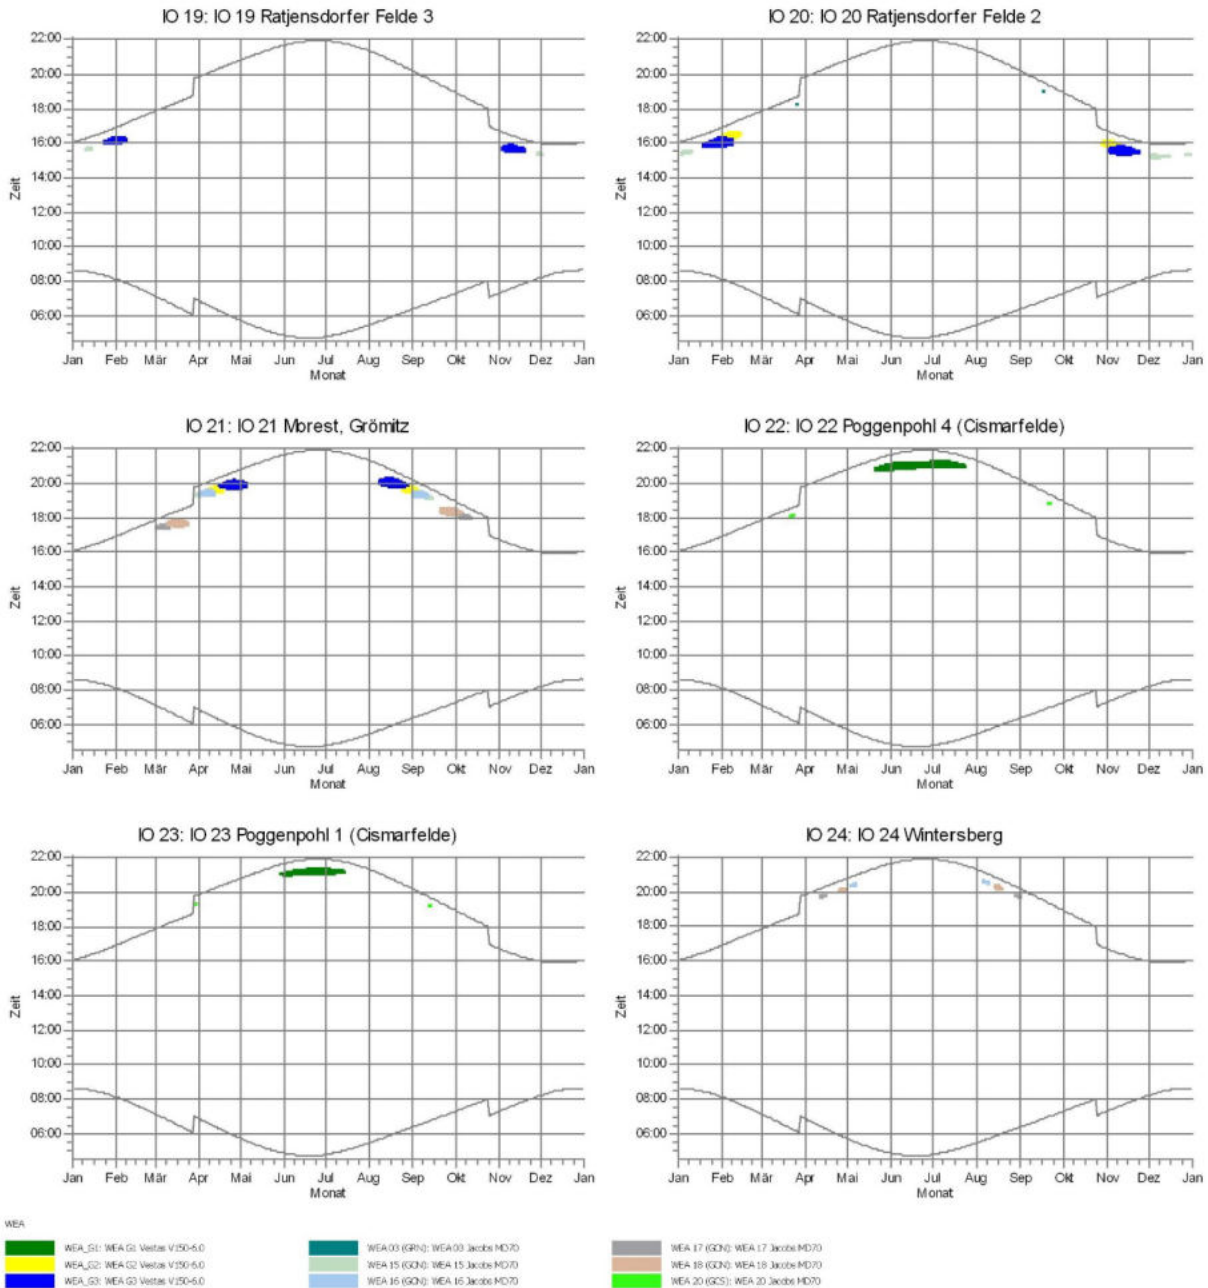 IO 19: IO 19 Ratjensdorfer Felde 3
22:00
20:00
18:00
16:00
14:00
12:00
10:00
08:00
06:00
Zeit
Jan Feb Mär Apr Mai Jun Jul Aug Sep Okt Nov Dez Jan
Monat
IO 20: IO 20 Ratjensdorfer Felde 2
22:00
20:00
18:00
16:00
14:00
12:00
10:00
08:00
06:00
Zeit
Jan Feb Mär Apr Mai Jun Jul Aug Sep Okt Nov Dez Jan
Monat
IO 21: IO 21 Morest, Grömitz
22:00
20:00
18:00
16:00
14:00
12:00
10:00
08:00
06:00
Zeit
Jan Feb Mär Apr Mai Jun Jul Aug Sep Okt Nov Dez Jan
Monat
IO 22: IO 22 Poggenpohl 4 (Cismarfelde)
22:00
20:00
18:00
16:00
14:00
12:00
10:00
08:00
06:00
Zeit
Jan Feb Mär Apr Mai Jun Jul Aug Sep Okt Nov Dez Jan
Monat
IO 23: IO 23 Poggenpohl 1 (Cismarfelde)
22:00
20:00
18:00
16:00
14:00
12:00
10:00
08:00
06:00
Zeit
Jan Feb Mär Apr Mai Jun Jul Aug Sep Okt Nov Dez Jan
Monat
IO 24: IO 24 Wintersberg
22:00
20:00
18:00
16:00
14:00
12:00
10:00
08:00
06:00
Zeit
Jan Feb Mär Apr Mai Jun Jul Aug Sep Okt Nov Dez Jan
Monat
WEA
WEA_G1: WEA G1 Vestas V150-6.0
WEA_G2: WEA G2 Vestas V150-6.0
WEA_G3: WEA G3 Vestas V150-6.0
WEA 03 (GRN): WEA 03 Jacobs MD70
WEA 15 (GCN): WEA 15 Jacobs MD70
WEA 16 (GCN): WEA 16 Jacobs MD70
WEA 17 (GCN): WEA 17 Jacobs MD70
WEA 18 (GCN): WEA 18 Jacobs MD70
WEA 20 (GCS): WEA 20 Jacobs MD70